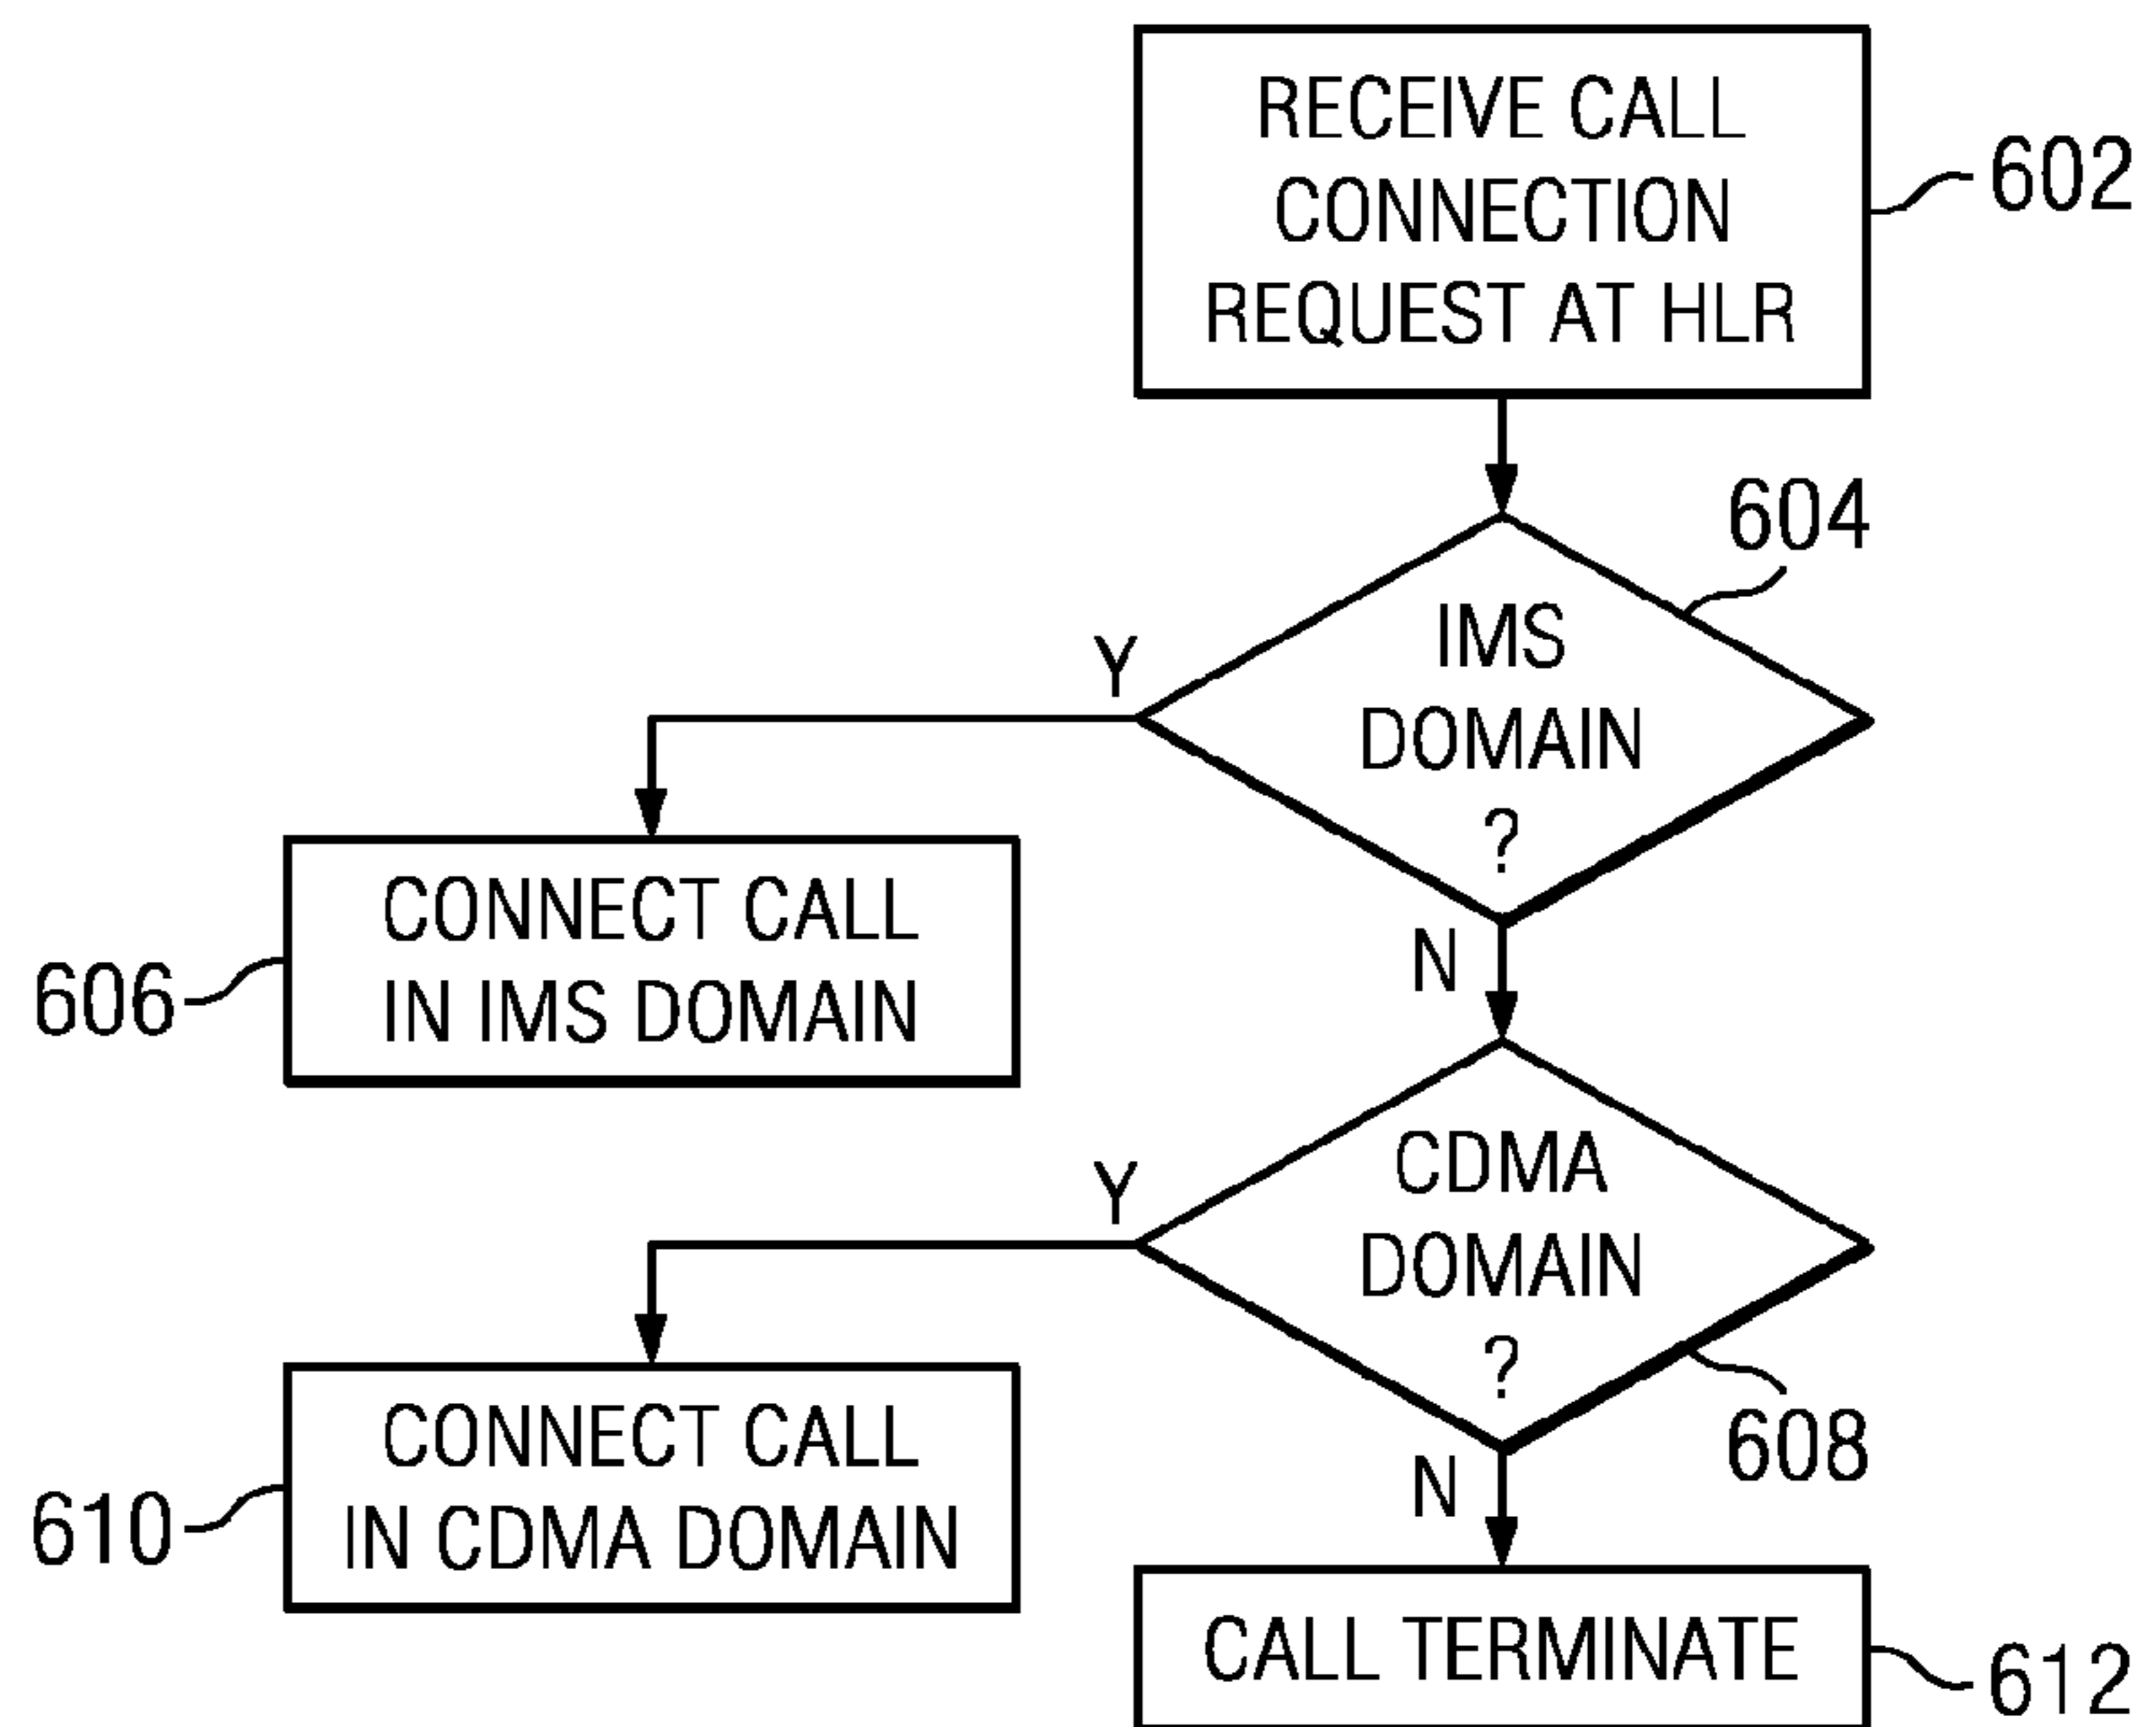 RECEIVE CALL
CONNECTION
REQUEST AT HLR
602
604
IMS
DOMAIN
?
Y
N
CONNECT CALL
IN IMS DOMAIN
606
CDMA
DOMAIN
?
608
Y
N
CONNECT CALL
IN CDMA DOMAIN
610
CALL TERMINATE
612